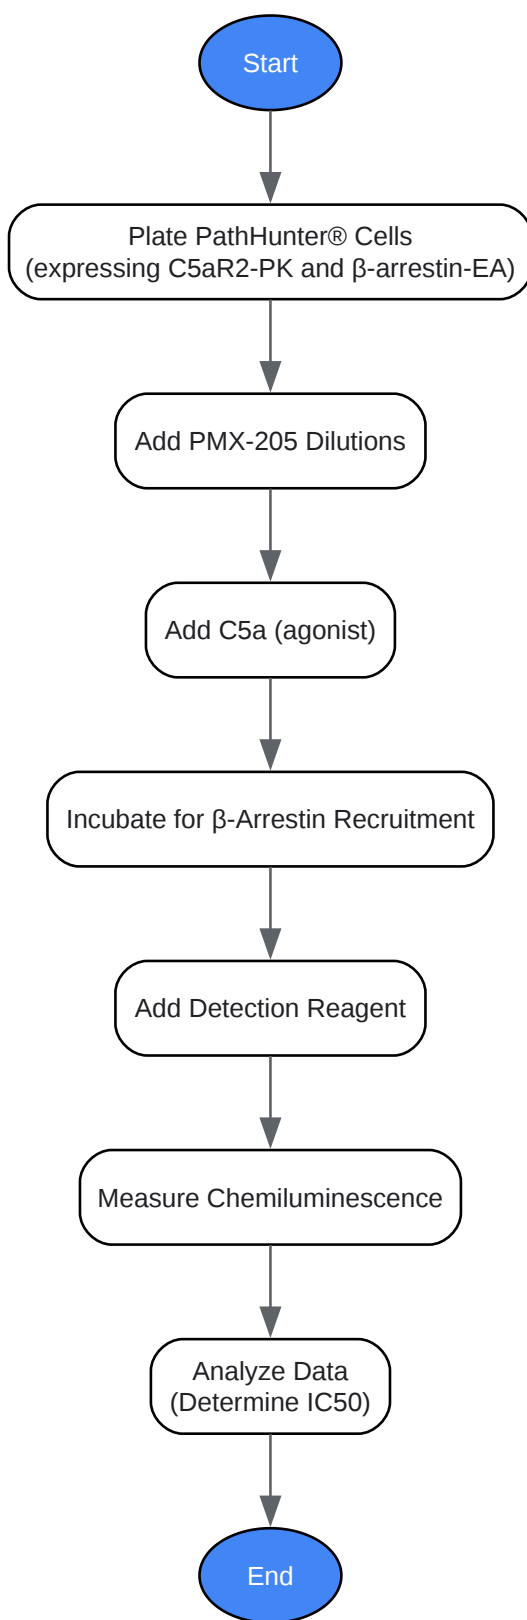 Start
Plate PathHunter® Cells
(expressing C5aR2-PK and β-arrestin-EA)
Add PMX-205 Dilutions
Add C5a (agonist)
Incubate for β-Arrestin Recruitment
Add Detection Reagent
Measure Chemiluminescence
Analyze Data
(Determine IC50)
End